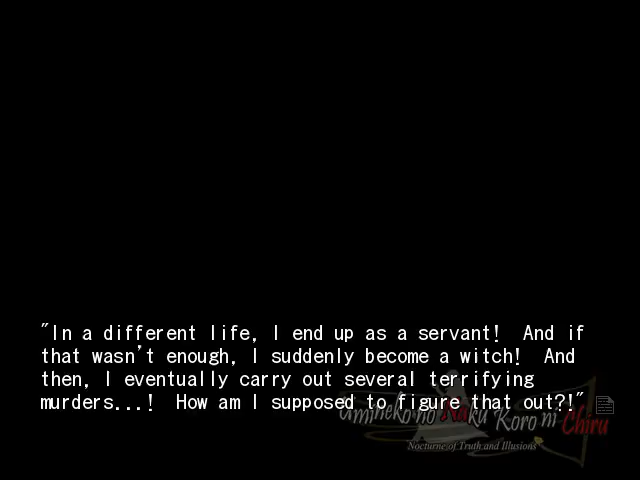 "In a different life, I end up as a servant!  And if
that wasn't enough, I suddenly become a witch!  And
then, I eventually carry out several terrifying
murders...!  How am I supposed to figure that out?!"
Umineko no Naku Koro ni Chiru
Nocturne of Truth and Illusions